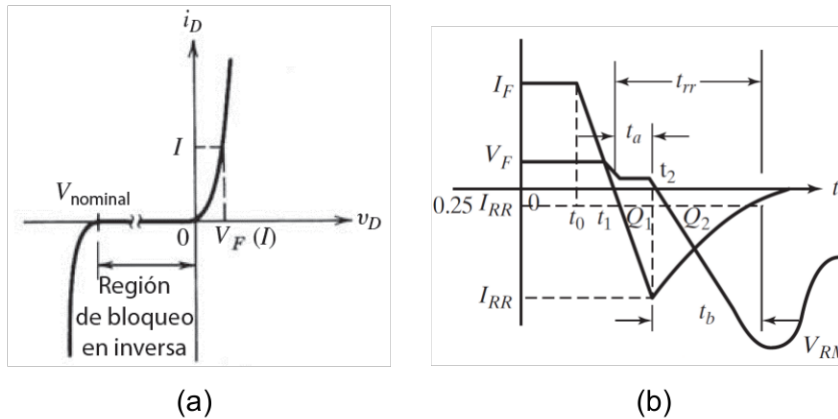 i_D
I
V_nominal
0
V_F (I)
v_D
Región
de bloqueo
en inversa
(a)
I_F
t_rr
t_a
V_F
t_2
t
0.25 I_RR
0
t_0
t_1
Q_1
Q_2
I_RR
t_b
V_RM
(b)